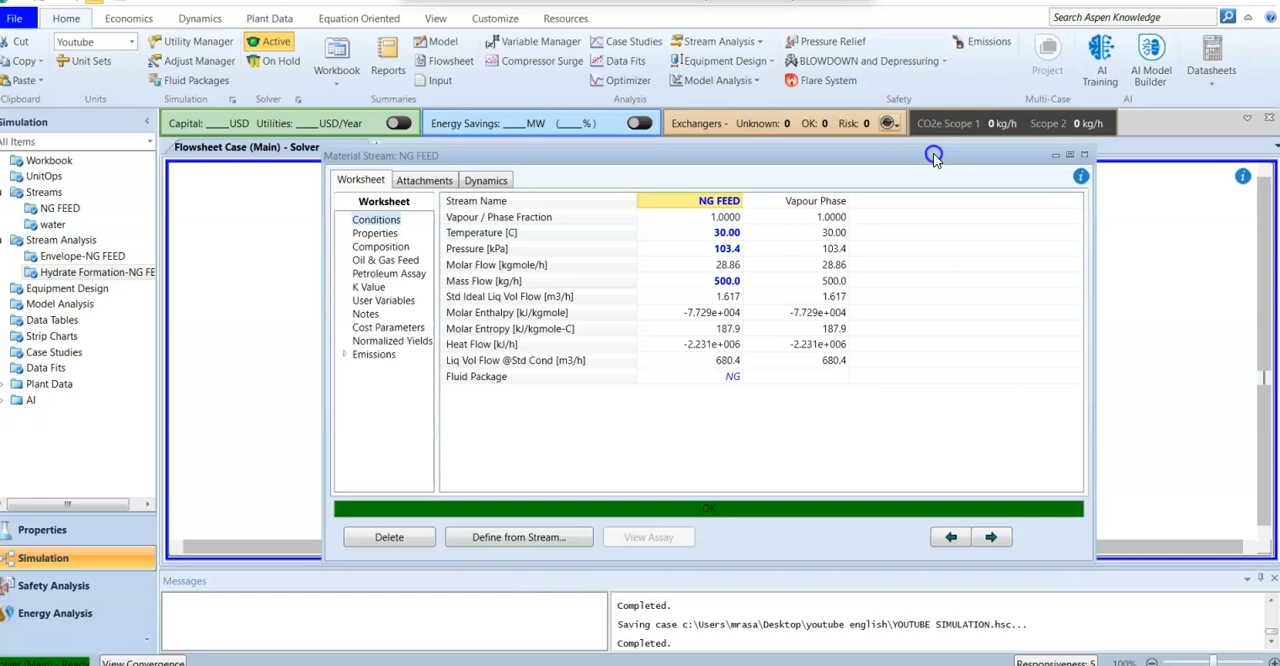 File Home Economics Dynamics Plant Data Equation Oriented View Customize Resources Search Aspen Knowledge
Cut Youtube Utility Manager Active Model Variable Manager Case Studies Stream Analysis Pressure Relief Emissions
Copy Unit Sets Adjust Manager On Hold Workbook Reports Flowsheet Compressor Surge Data Fits Equipment Design BLOWDOWN and Depressuring Project AI Training AI Model Builder Datasheets
Paste Fluid Packages Input Optimizer Model Analysis Flare System
Clipboard Units Simulation Solver Summaries Analysis Safety Multi-Case AI
Simulation Capital: ____USD Utilities: ____USD/Year Energy Savings: ____MW (____%) Exchangers - Unknown: 0 OK: 0 Risk: 0 CO2e Scope 1 0 kg/h Scope 2 0 kg/h
All Items Flowsheet Case (Main) - Solver
Material Stream: NG FEED
Workbook
UnitOps
Streams
NG FEED
water
Stream Analysis
Envelope-NG FEED
Hydrate Formation-NG FE
Equipment Design
Model Analysis
Data Tables
Strip Charts
Case Studies
Data Fits
Plant Data
AI
Worksheet Attachments Dynamics
Worksheet
Conditions
Properties
Composition
Oil & Gas Feed
Petroleum Assay
K Value
User Variables
Notes
Cost Parameters
Normalized Yields
Emissions
Stream Name NG FEED Vapour Phase
Vapour / Phase Fraction 1.0000 1.0000
Temperature [C] 30.00 30.00
Pressure [kPa] 103.4 103.4
Molar Flow [kgmole/h] 28.86 28.86
Mass Flow [kg/h] 500.0 500.0
Std Ideal Liq Vol Flow [m3/h] 1.617 1.617
Molar Enthalpy [kJ/kgmole] -7.729e+004 -7.729e+004
Molar Entropy [kJ/kgmole-C] 187.9 187.9
Heat Flow [kJ/h] -2.231e+006 -2.231e+006
Liq Vol Flow @Std Cond [m3/h] 680.4 680.4
Fluid Package NG
OK
Delete Define from Stream... View Assay
Properties
Simulation
Safety Analysis
Energy Analysis
Messages
Completed.
Saving case c:\Users\mrasa\Desktop\youtube english\YOUTUBE SIMULATION.hsc...
Completed.
Solver (Main) - Ready View Convergence Responsiveness: 5 100%